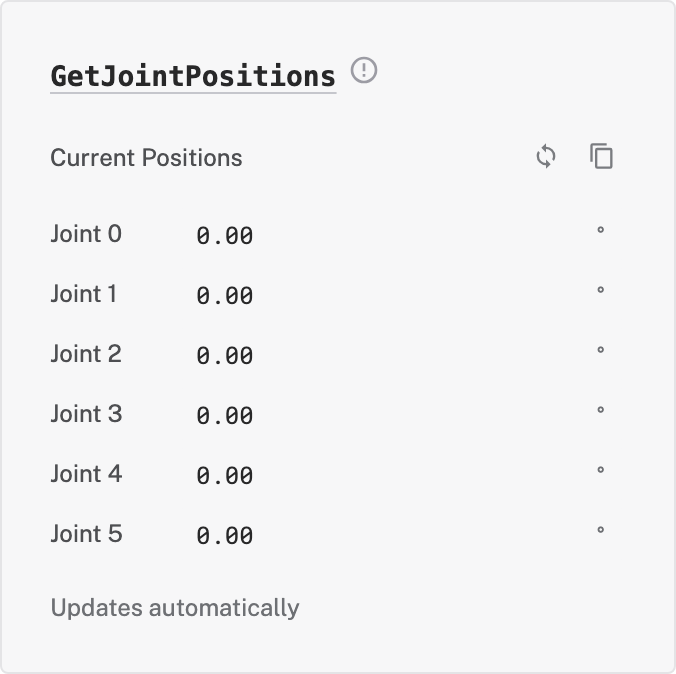 GetJointPositions
Current Positions
Joint 0 0.00 °
Joint 1 0.00 °
Joint 2 0.00 °
Joint 3 0.00 °
Joint 4 0.00 °
Joint 5 0.00 °
Updates automatically